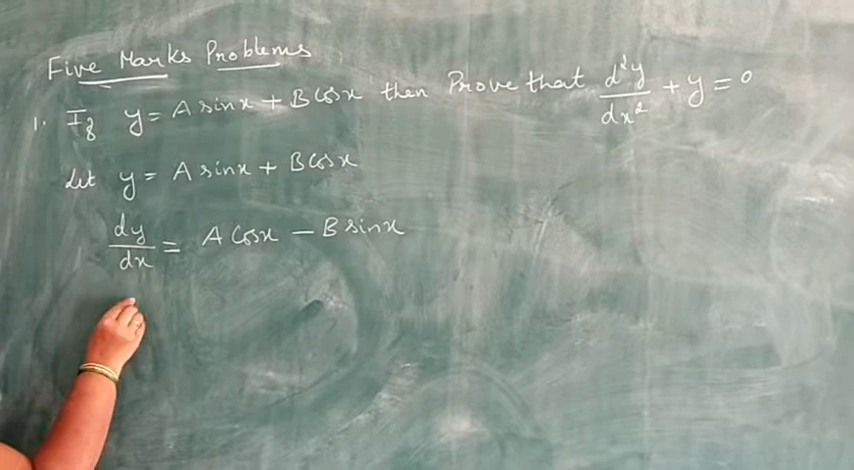 Five Marks Problems
1. If y = A sinx + B Cosx then Prove that d²y/dx² + y = 0
Let y = A sinx + B Cosx
dy/dx = A Cosx – B sinx